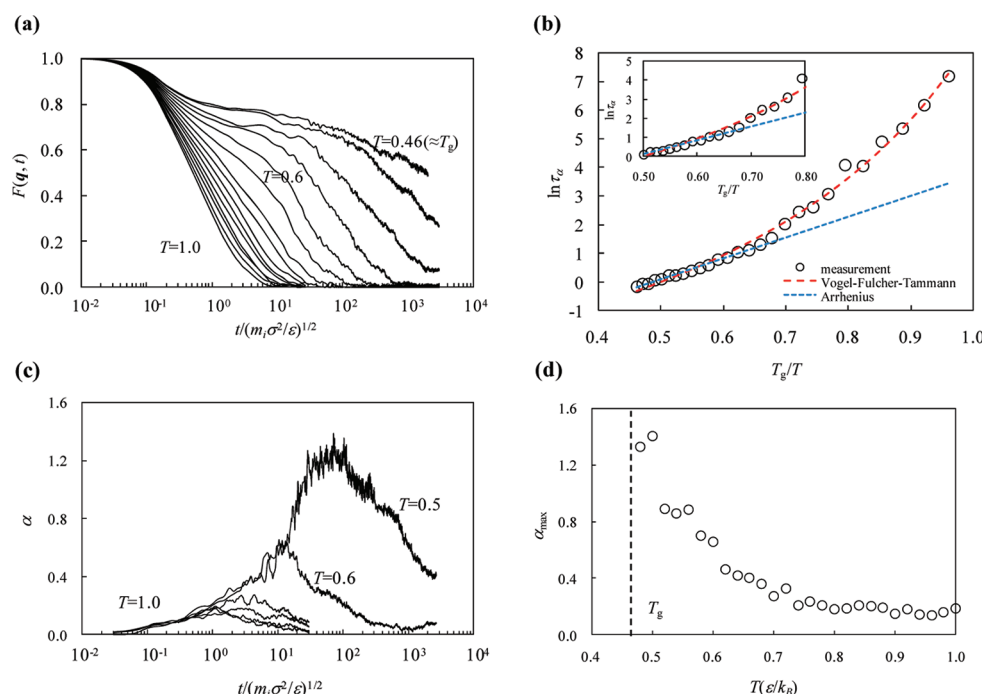 (a)
1.0
0.8
0.6
0.4
0.2
0.0
F(q, t)
T=0.46(≈Tg)
T=0.6
T=1.0
10⁻² 10⁻¹ 10⁰ 10¹ 10² 10³ 10⁴
t/(miσ²/ε)¹/²
(b)
8
7
6
5
4
3
2
1
0
-1
ln τα
5
4
3
2
1
0
ln τα
0.50 0.60 0.70 0.80
Tg/T
measurement
Vogel-Fulcher-Tammann
Arrhenius
0.4 0.5 0.6 0.7 0.8 0.9 1.0
Tg/T
(c)
1.6
1.2
0.8
0.4
0.0
α
T=0.5
T=0.6
T=1.0
10⁻² 10⁻¹ 10⁰ 10¹ 10² 10³ 10⁴
t/(miσ²/ε)¹/²
(d)
1.6
1.2
0.8
0.4
0.0
αmax
Tg
0.4 0.5 0.6 0.7 0.8 0.9 1.0
T(ε/kB)